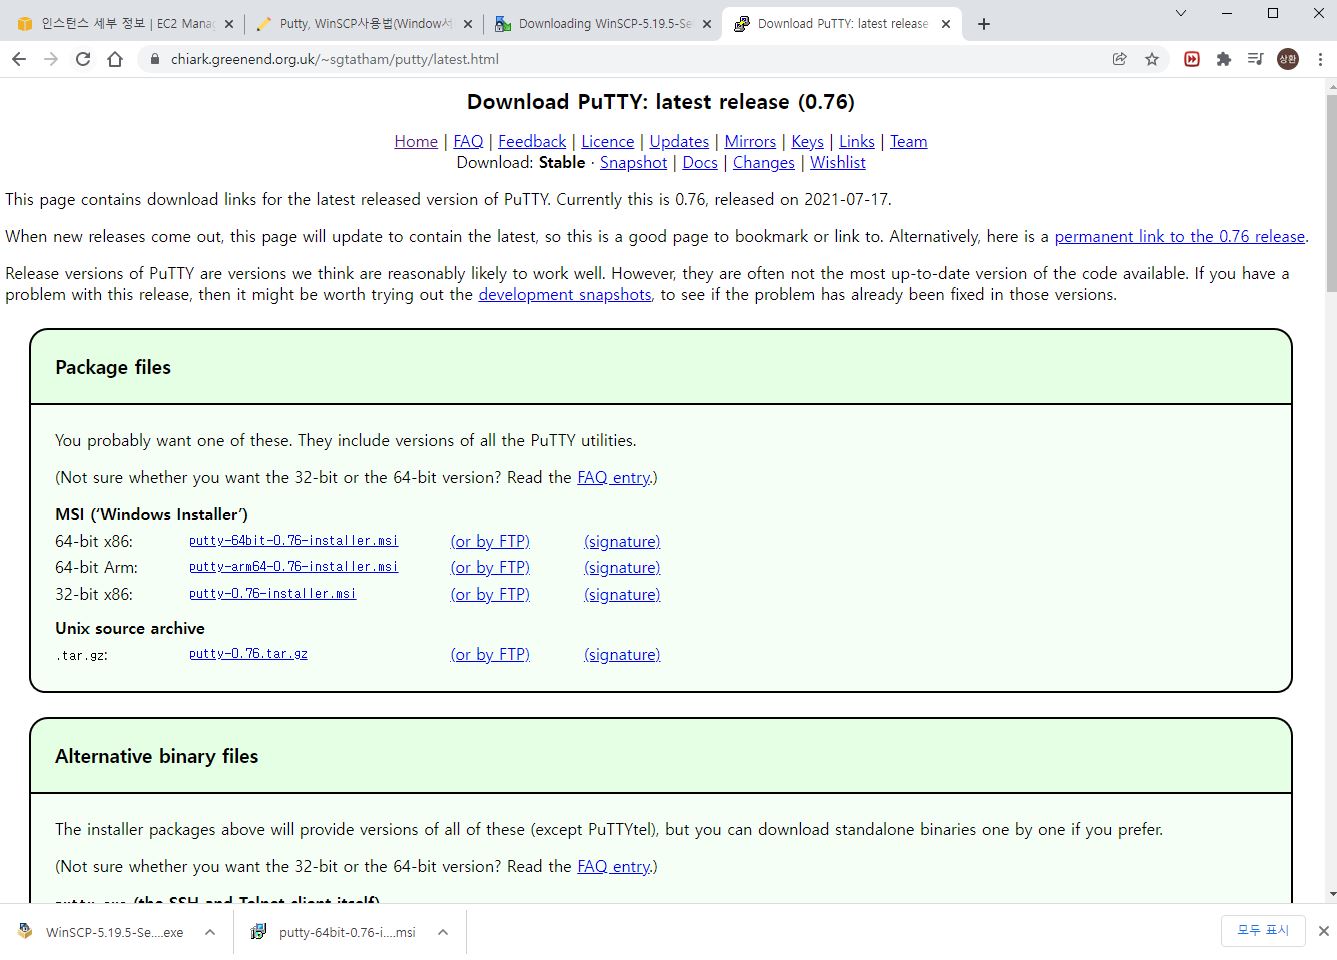 인스턴스 세부 정보 | EC2 Mana
Putty, WinSCP사용법(Window서
Downloading WinSCP-5.19.5-Se
Download PuTTY: latest release
chiark.greenend.org.uk/~sgtatham/putty/latest.html
상환
Download PuTTY: latest release (0.76)
Home | FAQ | Feedback | Licence | Updates | Mirrors | Keys | Links | Team
Download: Stable · Snapshot | Docs | Changes | Wishlist
This page contains download links for the latest released version of PuTTY. Currently this is 0.76, released on 2021-07-17.
When new releases come out, this page will update to contain the latest, so this is a good page to bookmark or link to. Alternatively, here is a permanent link to the 0.76 release.
Release versions of PuTTY are versions we think are reasonably likely to work well. However, they are often not the most up-to-date version of the code available. If you have a
problem with this release, then it might be worth trying out the development snapshots, to see if the problem has already been fixed in those versions.
Package files
You probably want one of these. They include versions of all the PuTTY utilities.
(Not sure whether you want the 32-bit or the 64-bit version? Read the FAQ entry.)
MSI (‘Windows Installer’)
64-bit x86: putty-64bit-0.76-installer.msi (or by FTP) (signature)
64-bit Arm: putty-arm64-0.76-installer.msi (or by FTP) (signature)
32-bit x86: putty-0.76-installer.msi (or by FTP) (signature)
Unix source archive
.tar.gz: putty-0.76.tar.gz (or by FTP) (signature)
Alternative binary files
The installer packages above will provide versions of all of these (except PuTTYtel), but you can download standalone binaries one by one if you prefer.
(Not sure whether you want the 32-bit or the 64-bit version? Read the FAQ entry.)
putty.exe (the SSH and Telnet client itself)
WinSCP-5.19.5-Se....exe
putty-64bit-0.76-i....msi
모두 표시